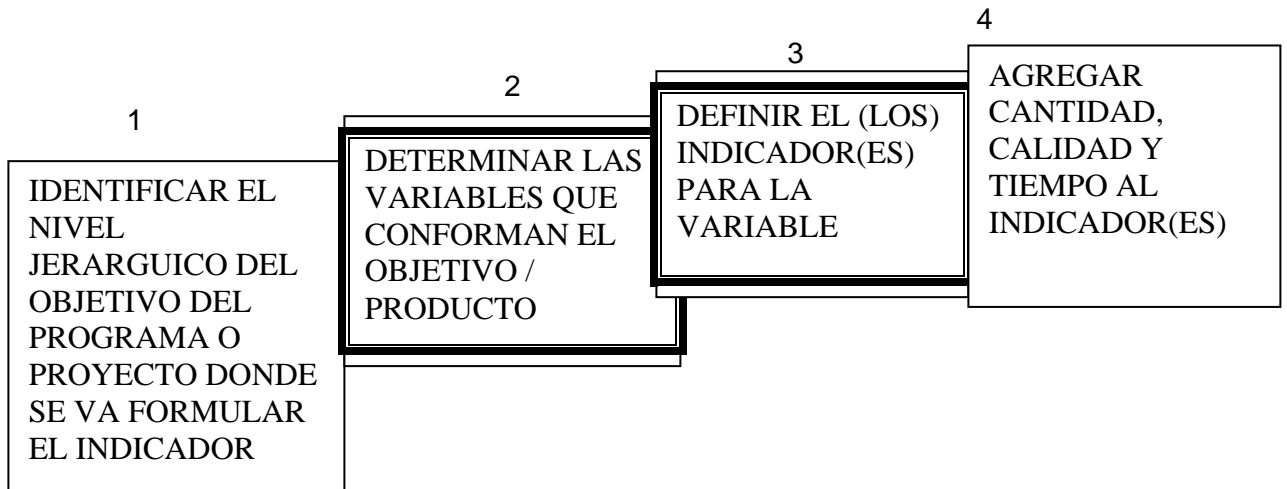 1
IDENTIFICAR EL
NIVEL
JERARGUICO DEL
OBJETIVO DEL
PROGRAMA O
PROYECTO DONDE
SE VA FORMULAR
EL INDICADOR
2
DETERMINAR LAS
VARIABLES QUE
CONFORMAN EL
OBJETIVO /
PRODUCTO
3
DEFINIR EL (LOS)
INDICADOR(ES)
PARA LA
VARIABLE
4
AGREGAR
CANTIDAD,
CALIDAD Y
TIEMPO AL
INDICADOR(ES)